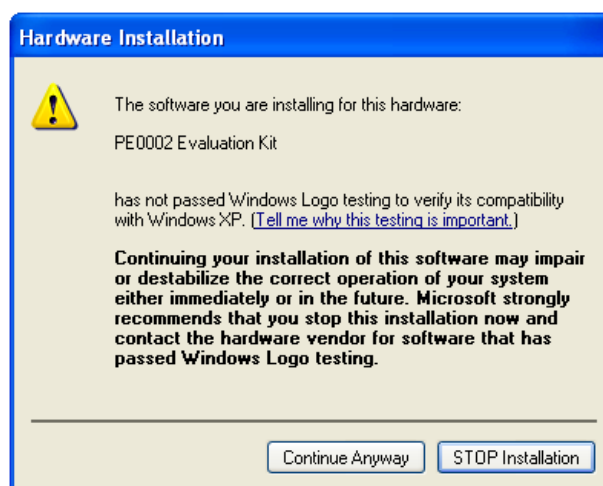 Hardware Installation
The software you are installing for this hardware:
PE0002 Evaluation Kit
has not passed Windows Logo testing to verify its compatibility
with Windows XP. (Tell me why this testing is important.)
Continuing your installation of this software may impair
or destabilize the correct operation of your system
either immediately or in the future. Microsoft strongly
recommends that you stop this installation now and
contact the hardware vendor for software that has
passed Windows Logo testing.
Continue Anyway STOP Installation